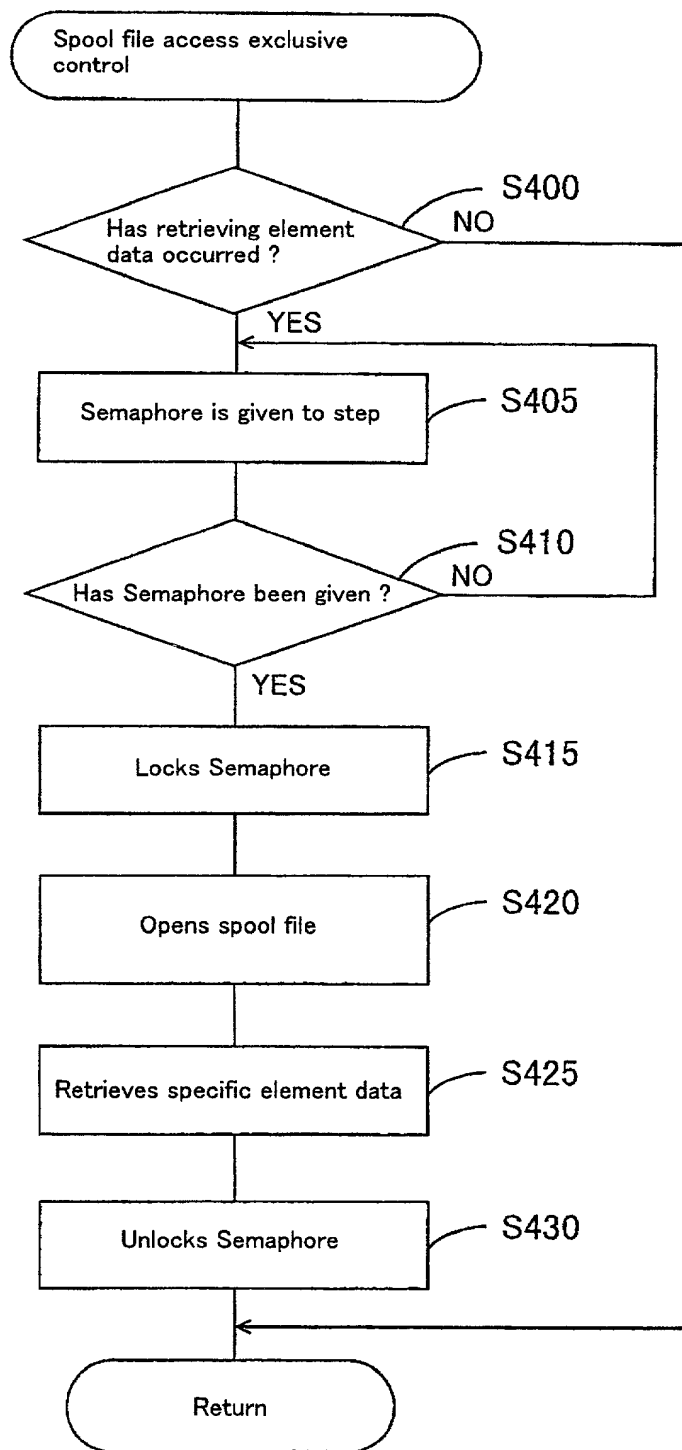 Spool file access exclusive
control
S400
Has retrieving element
data occurred ?
NO
YES
Semaphore is given to step
S405
S410
Has Semaphore been given ?
NO
YES
Locks Semaphore
S415
Opens spool file
S420
Retrieves specific element data
S425
Unlocks Semaphore
S430
Return